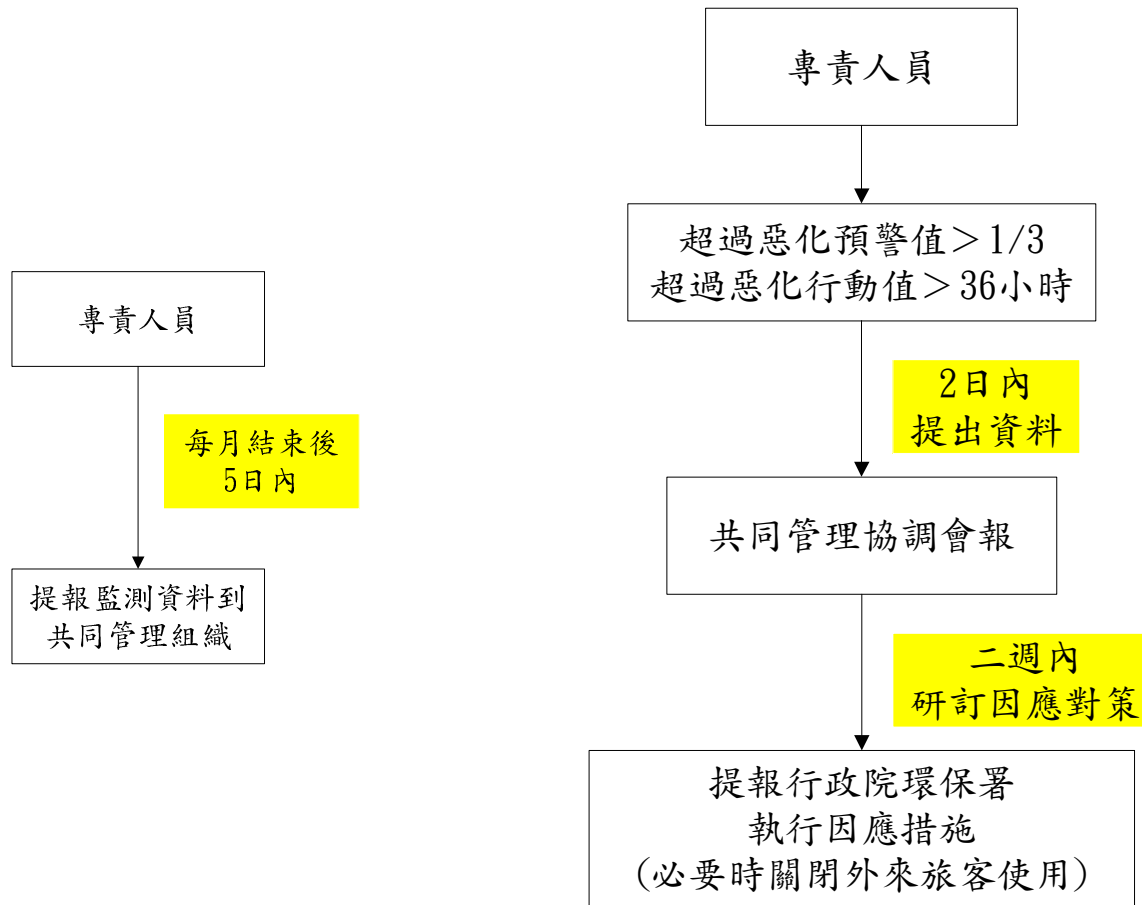 專責人員
每月結束後
5日內
提報監測資料到
共同管理組織
專責人員
超過惡化預警值＞1/3
超過惡化行動值＞36小時
2日內
提出資料
共同管理協調會報
二週內
研訂因應對策
提報行政院環保署
執行因應措施
(必要時關閉外來旅客使用)